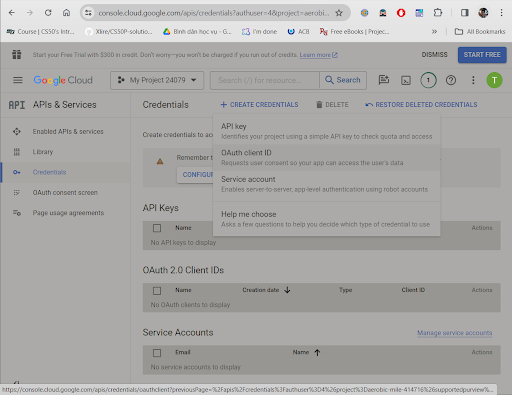 console.cloud.google.com/apis/credentials?authuser=4&project=aerobi...
Course | CS50's Intr...
Xlire/CS50P-solutio...
Bình dân học vụ - G...
I'm done
ACB
Free eBooks | Projec...
All Bookmarks
Start your Free Trial with $300 in credit. Don't worry—you won't be charged if you run out of credits. Learn more
DISMISS
START FREE
Google Cloud
My Project 24079
Search (/) for resource...
Search
1
T
API
APIs & Services
Credentials
+ CREATE CREDENTIALS
DELETE
RESTORE DELETED CREDENTIALS
Enabled APIs & services
Library
Credentials
OAuth consent screen
Page usage agreements
Create credentials to ac
Remember t
CONFIGURE
API key
Identifies your project using a simple API key to check quota and access
OAuth client ID
Requests user consent so your app can access the user's data
Service account
Enables server-to-server, app-level authentication using robot accounts
Help me choose
Asks a few questions to help you decide which type of credential to use
API Keys
Name
Actions
No API keys to display
OAuth 2.0 Client IDs
Name
Creation date
Type
Client ID
Actions
No OAuth clients to display
Service Accounts
Manage service accounts
Email
Name
Actions
No service accounts to display
https://console.cloud.google.com/apis/credentials/oauthclient?previousPage=%2Fapis%2Fcredentials%3Fauthuser%3D4%26project%3Daerobic-mile-414716%26supportedpurview%...